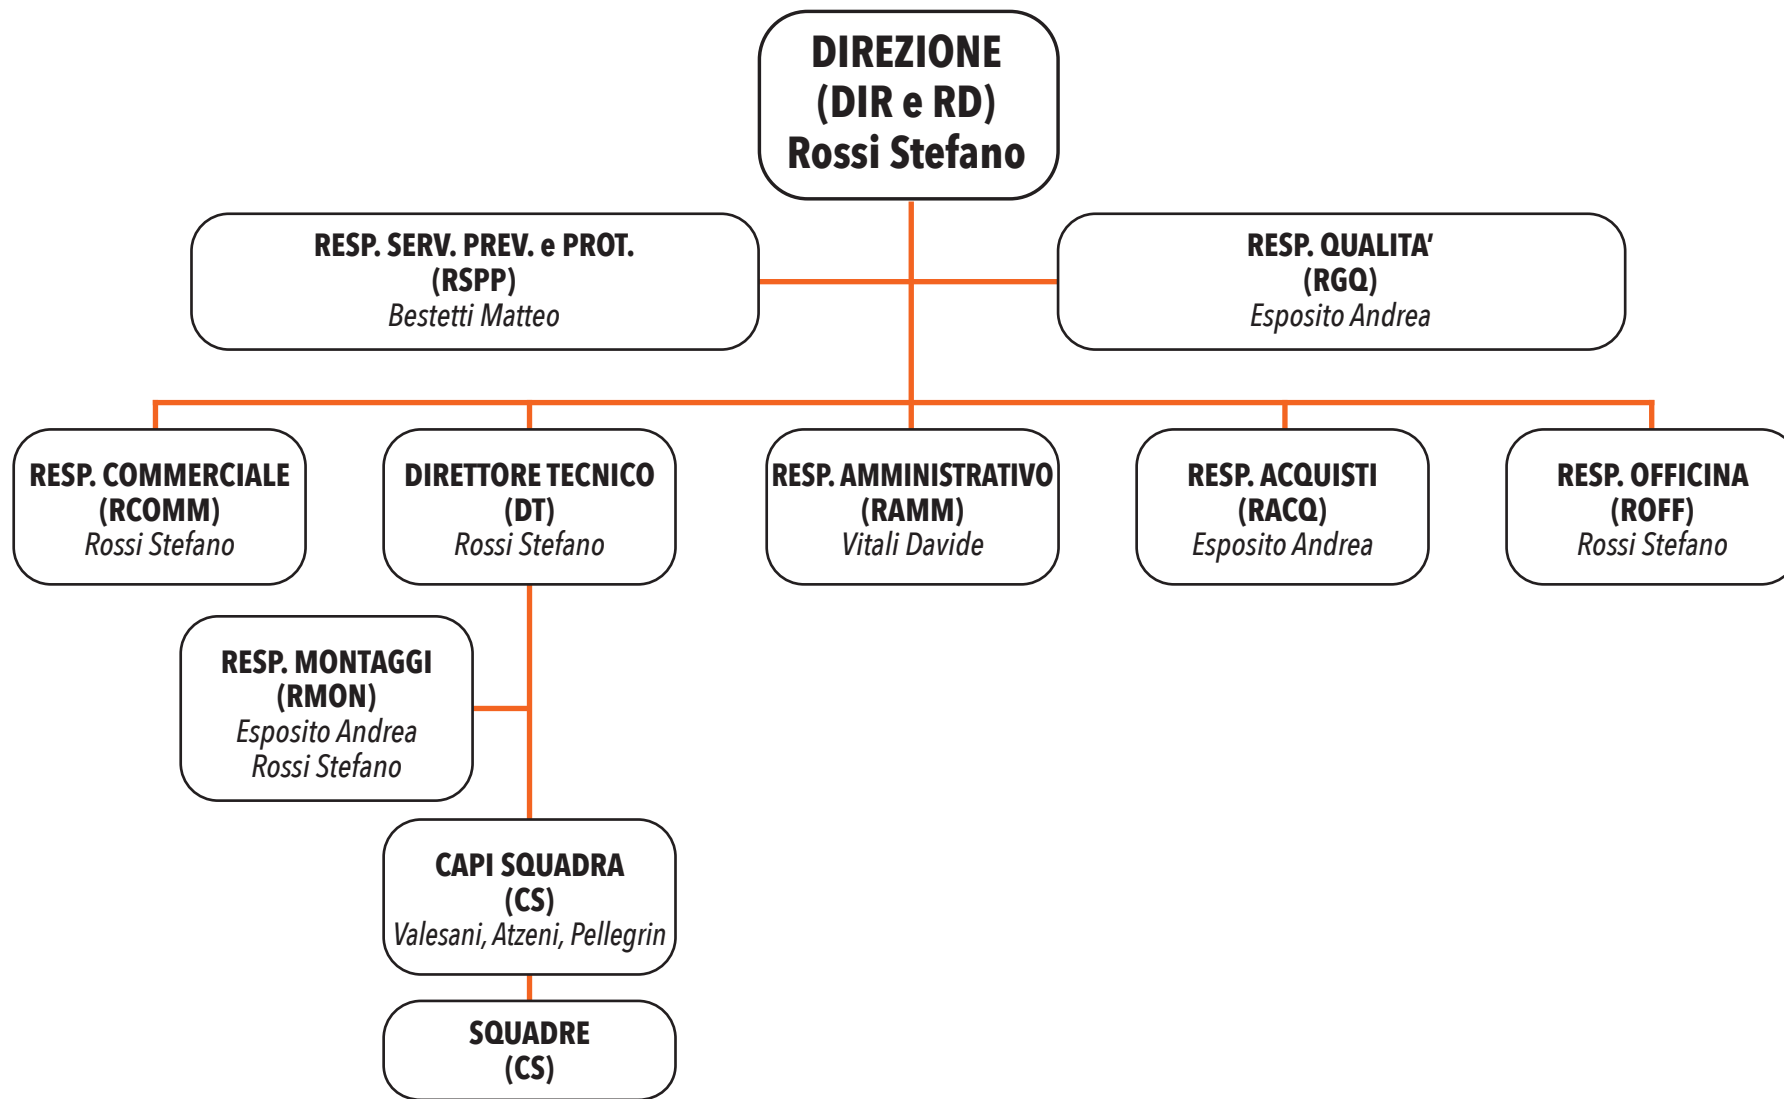 DIREZIONE
(DIR e RD)
Rossi Stefano
RESP. SERV. PREV. e PROT.
(RSPP)
Bestetti Matteo
RESP. QUALITA'
(RGQ)
Esposito Andrea
RESP. COMMERCIALE
(RCOMM)
Rossi Stefano
DIRETTORE TECNICO
(DT)
Rossi Stefano
RESP. AMMINISTRATIVO
(RAMM)
Vitali Davide
RESP. ACQUISTI
(RACQ)
Esposito Andrea
RESP. OFFICINA
(ROFF)
Rossi Stefano
RESP. MONTAGGI
(RMON)
Esposito Andrea
Rossi Stefano
CAPI SQUADRA
(CS)
Valesani, Atzeni, Pellegrin
SQUADRE
(CS)